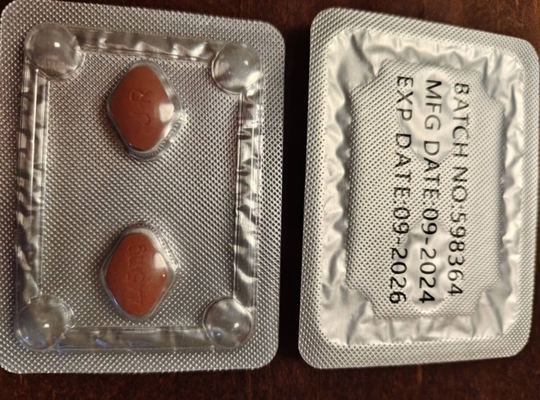 BATCH NO:598364
MFG DATE:09-2024
EXP DATE:09-2026